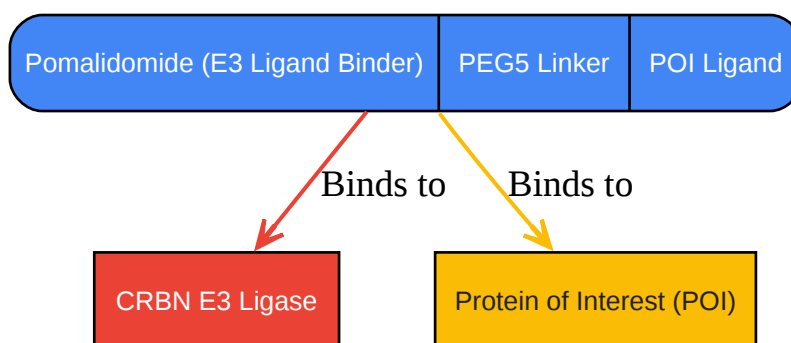 Pomalidomide (E3 Ligand Binder) PEG5 Linker POI Ligand
Binds to Binds to
CRBN E3 Ligase Protein of Interest (POI)